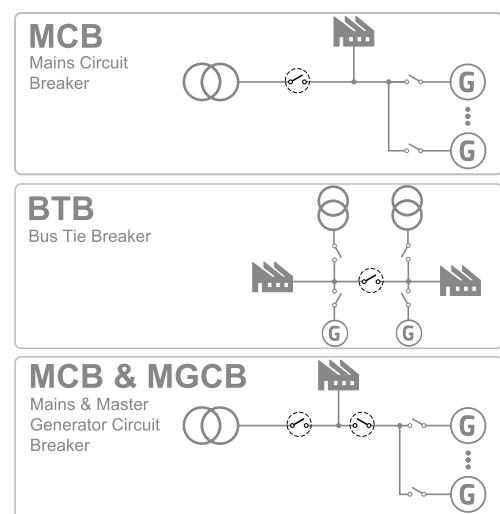 MCB
Mains Circuit
Breaker
G
G
BTB
Bus Tie Breaker
G
G
MCB & MGCB
Mains & Master
Generator Circuit
Breaker
G
G